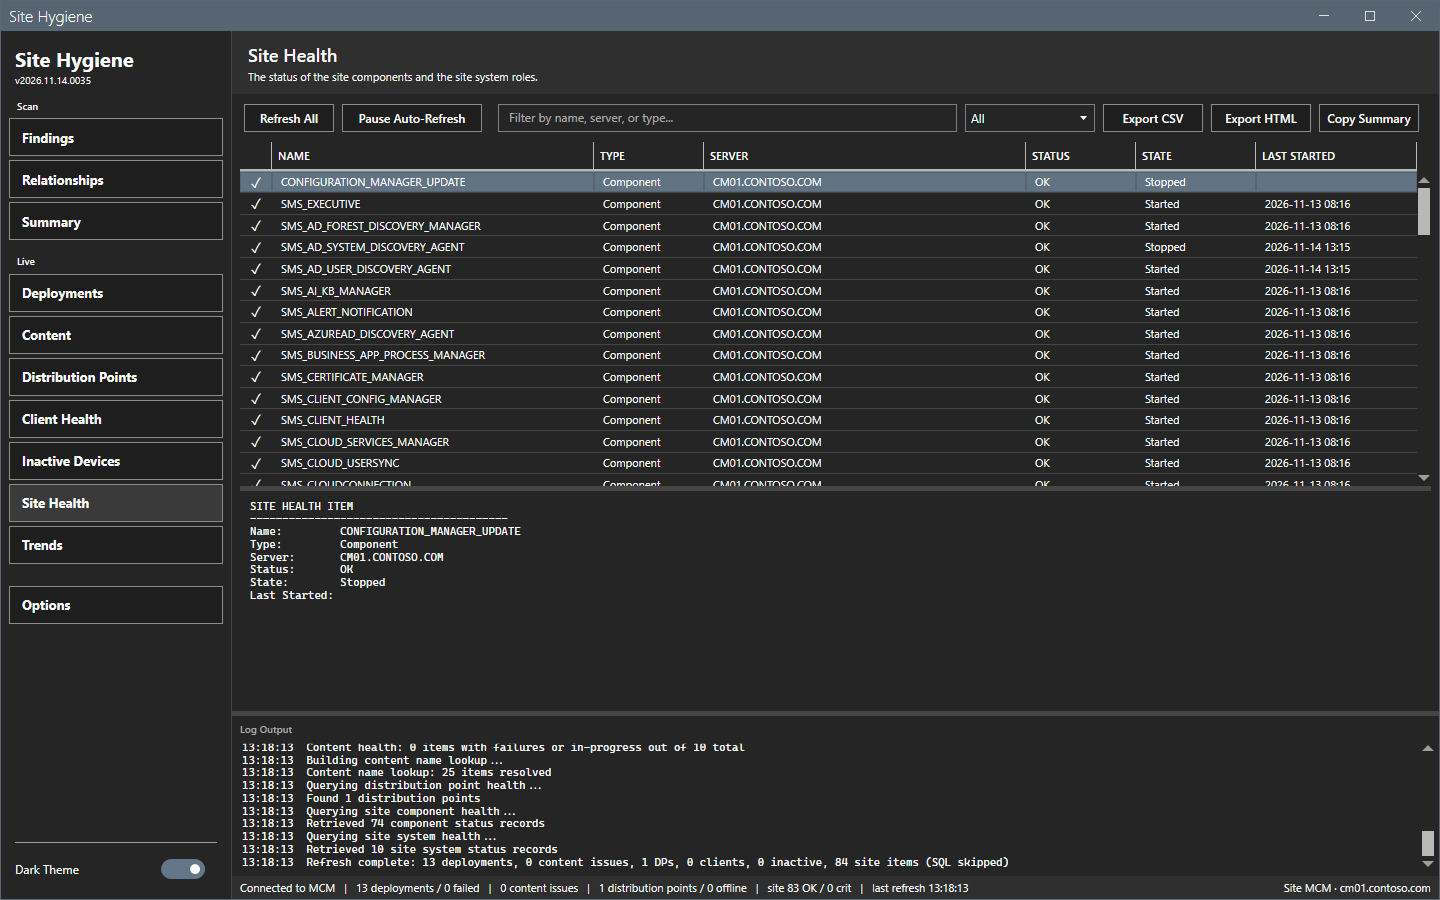 Site Hygiene
Site Hygiene
v2026.11.14.0035
Scan
Findings
Relationships
Summary
Live
Deployments
Content
Distribution Points
Client Health
Inactive Devices
Site Health
Trends
Options
Dark Theme
Site Health
The status of the site components and the site system roles.
Refresh All Pause Auto-Refresh Filter by name, server, or type... All Export CSV Export HTML Copy Summary
NAME TYPE SERVER STATUS STATE LAST STARTED
✓ CONFIGURATION_MANAGER_UPDATE Component CM01.CONTOSO.COM OK Stopped
✓ SMS_EXECUTIVE Component CM01.CONTOSO.COM OK Started 2026-11-13 08:16
✓ SMS_AD_FOREST_DISCOVERY_MANAGER Component CM01.CONTOSO.COM OK Started 2026-11-13 08:16
✓ SMS_AD_SYSTEM_DISCOVERY_AGENT Component CM01.CONTOSO.COM OK Stopped 2026-11-14 13:15
✓ SMS_AD_USER_DISCOVERY_AGENT Component CM01.CONTOSO.COM OK Started 2026-11-14 13:15
✓ SMS_AI_KB_MANAGER Component CM01.CONTOSO.COM OK Started 2026-11-13 08:16
✓ SMS_ALERT_NOTIFICATION Component CM01.CONTOSO.COM OK Started 2026-11-13 08:16
✓ SMS_AZUREAD_DISCOVERY_AGENT Component CM01.CONTOSO.COM OK Started 2026-11-13 08:16
✓ SMS_BUSINESS_APP_PROCESS_MANAGER Component CM01.CONTOSO.COM OK Started 2026-11-13 08:16
✓ SMS_CERTIFICATE_MANAGER Component CM01.CONTOSO.COM OK Started 2026-11-13 08:16
✓ SMS_CLIENT_CONFIG_MANAGER Component CM01.CONTOSO.COM OK Started 2026-11-13 08:16
✓ SMS_CLIENT_HEALTH Component CM01.CONTOSO.COM OK Started 2026-11-13 08:16
✓ SMS_CLOUD_SERVICES_MANAGER Component CM01.CONTOSO.COM OK Started 2026-11-13 08:16
✓ SMS_CLOUD_USERSYNC Component CM01.CONTOSO.COM OK Started 2026-11-13 08:16
✓ SMS_CLOUDCONNECTION Component CM01.CONTOSO.COM OK Started 2026-11-13 08:16
SITE HEALTH ITEM
----------------------------------------
Name: CONFIGURATION_MANAGER_UPDATE
Type: Component
Server: CM01.CONTOSO.COM
Status: OK
State: Stopped
Last Started:
Log Output
13:18:13 Content health: 0 items with failures or in-progress out of 10 total
13:18:13 Building content name lookup...
13:18:13 Content name lookup: 25 items resolved
13:18:13 Querying distribution point health...
13:18:13 Found 1 distribution points
13:18:13 Querying site component health...
13:18:13 Retrieved 74 component status records
13:18:13 Querying site system health...
13:18:13 Retrieved 10 site system status records
13:18:13 Refresh complete: 13 deployments, 0 content issues, 1 DPs, 0 clients, 0 inactive, 84 site items (SQL skipped)
Connected to MCM | 13 deployments / 0 failed | 0 content issues | 1 distribution points / 0 offline | site 83 OK / 0 crit | last refresh 13:18:13 Site MCM · cm01.contoso.com